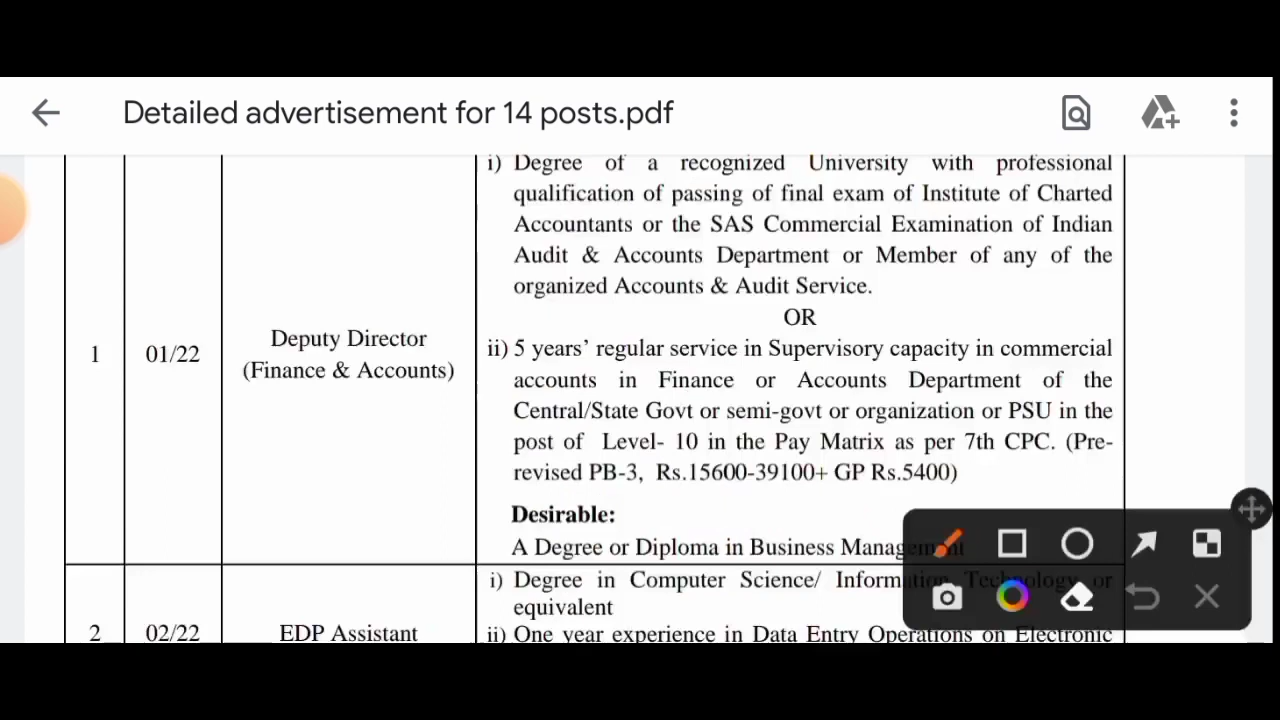 Detailed advertisement for 14 posts.pdf
i) Degree of a recognized University with professional
qualification of passing of final exam of Institute of Charted
Accountants or the SAS Commercial Examination of Indian
Audit & Accounts Department or Member of any of the
organized Accounts & Audit Service.
OR
1 01/22 Deputy Director
(Finance & Accounts)
ii) 5 years' regular service in Supervisory capacity in commercial
accounts in Finance or Accounts Department of the
Central/State Govt or semi-govt or organization or PSU in the
post of Level- 10 in the Pay Matrix as per 7th CPC. (Pre-
revised PB-3, Rs.15600-39100+ GP Rs.5400)
Desirable:
A Degree or Diploma in Business Management
i) Degree in Computer Science/ Information Technology or
equivalent
2 02/22 EDP Assistant
ii) One year experience in Data Entry Operations on Electronic